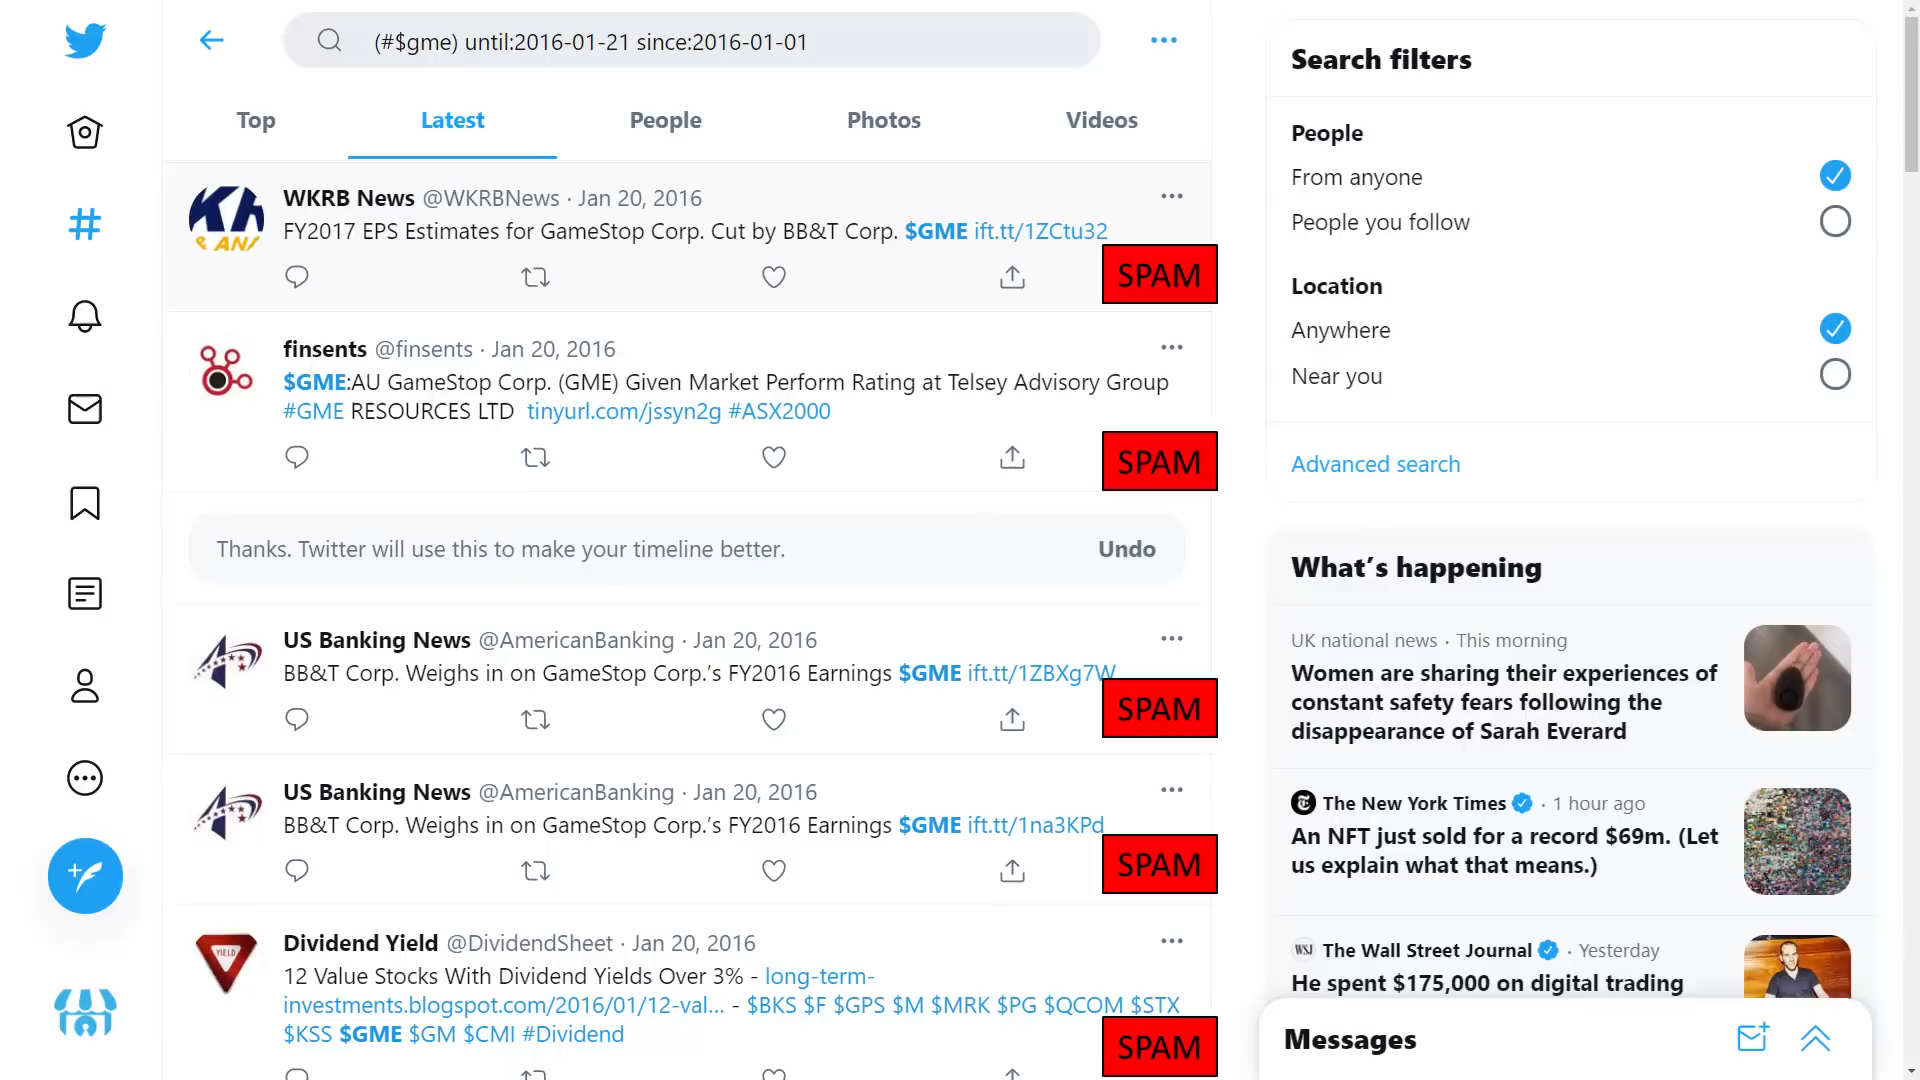 (#$gme) until:2016-01-21 since:2016-01-01
Top
Latest
People
Photos
Videos
WKRB News @WKRBNews · Jan 20, 2016
FY2017 EPS Estimates for GameStop Corp. Cut by BB&T Corp. $GME ift.tt/1ZCtu32
SPAM
finsents @finsents · Jan 20, 2016
$GME:AU GameStop Corp. (GME) Given Market Perform Rating at Telsey Advisory Group
#GME RESOURCES LTD tinyurl.com/jssyn2g #ASX2000
SPAM
Thanks. Twitter will use this to make your timeline better.
Undo
US Banking News @AmericanBanking · Jan 20, 2016
BB&T Corp. Weighs in on GameStop Corp.’s FY2016 Earnings $GME ift.tt/1ZBXg7W
SPAM
US Banking News @AmericanBanking · Jan 20, 2016
BB&T Corp. Weighs in on GameStop Corp.’s FY2016 Earnings $GME ift.tt/1na3KPd
SPAM
YIELD
Dividend Yield @DividendSheet · Jan 20, 2016
12 Value Stocks With Dividend Yields Over 3% - long-term-
investments.blogspot.com/2016/01/12-val... - $BKS $F $GPS $M $MRK $PG $QCOM $STX
$KSS $GME $GM $CMI #Dividend
SPAM
Search filters
People
From anyone
People you follow
Location
Anywhere
Near you
Advanced search
What’s happening
UK national news · This morning
Women are sharing their experiences of
constant safety fears following the
disappearance of Sarah Everard
The New York Times · 1 hour ago
An NFT just sold for a record $69m. (Let
us explain what that means.)
WSJ The Wall Street Journal · Yesterday
He spent $175,000 on digital trading
Messages